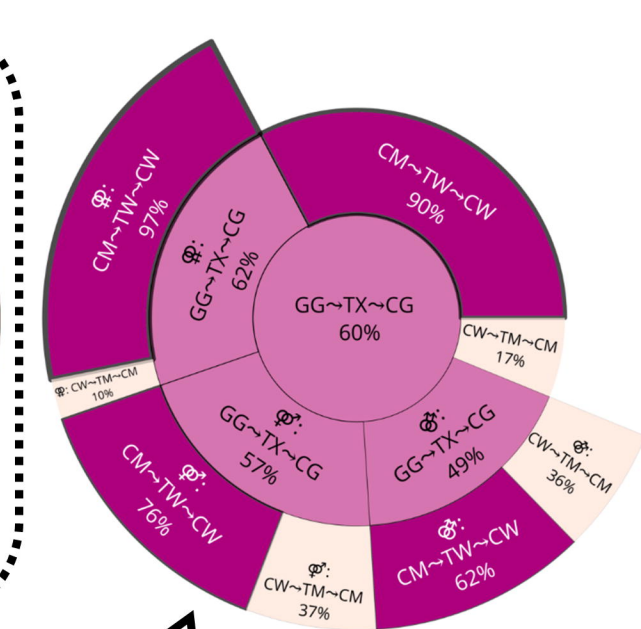 GG⤳TX⤳CG
60%
CM⤳TW⤳CW
90%
CW⤳TM⤳CM
17%
⚣:
GG⤳TX⤳CG
49%
⚣:
CW⤳TM⤳CM
36%
⚣:
CM⤳TW⤳CW
62%
⚤:
GG⤳TX⤳CG
57%
⚤:
CW⤳TM⤳CM
37%
⚤:
CM⤳TW⤳CW
76%
⚢:
GG⤳TX⤳CG
62%
⚢: CW⤳TM⤳CM
10%
⚢:
CM⤳TW⤳CW
97%